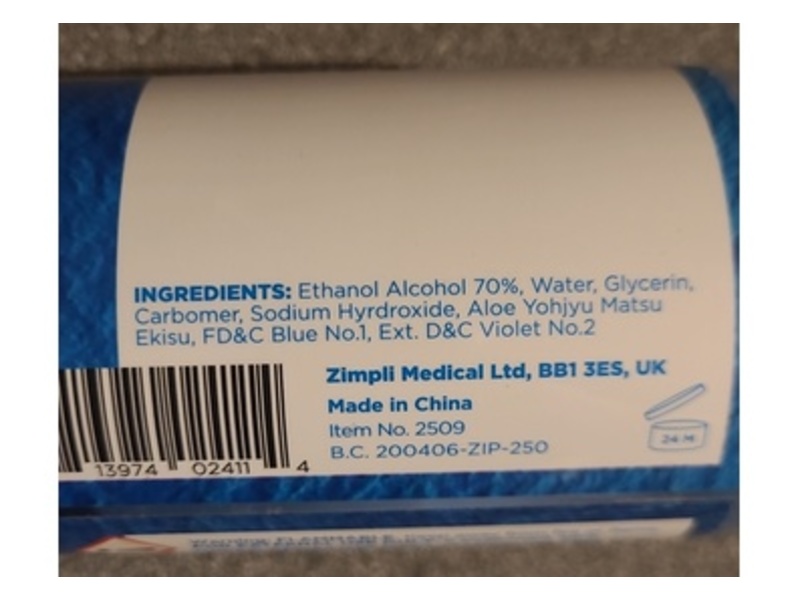 INGREDIENTS: Ethanol Alcohol 70%, Water, Glycerin,
Carbomer, Sodium Hyrdroxide, Aloe Yohjyu Matsu
Ekisu, FD&C Blue No.1, Ext. D&C Violet No.2
Zimpli Medical Ltd, BB1 3ES, UK
Made in China
Item No. 2509
B.C. 200406-ZIP-250
24 M
13974 02411 4